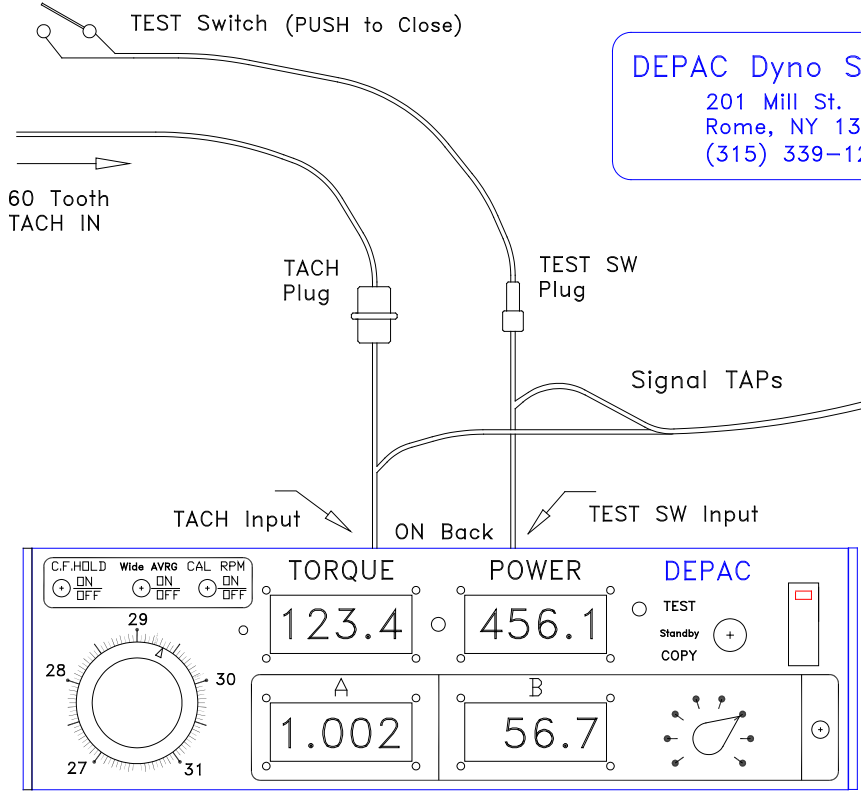 TEST Switch (PUSH to Close)
DEPAC Dyno S
201 Mill St.
Rome, NY 13
(315) 339-12
60 Tooth
TACH IN
TACH
Plug
TEST SW
Plug
Signal TAPs
TACH Input
ON Back
TEST SW Input
C.F.HOLD Wide AVRG CAL RPM
ON ON ON
OFF OFF OFF
TORQUE POWER DEPAC
123.4 456.1
TEST
Standby
COPY
29
28 30
27 31
A B
1.002 56.7